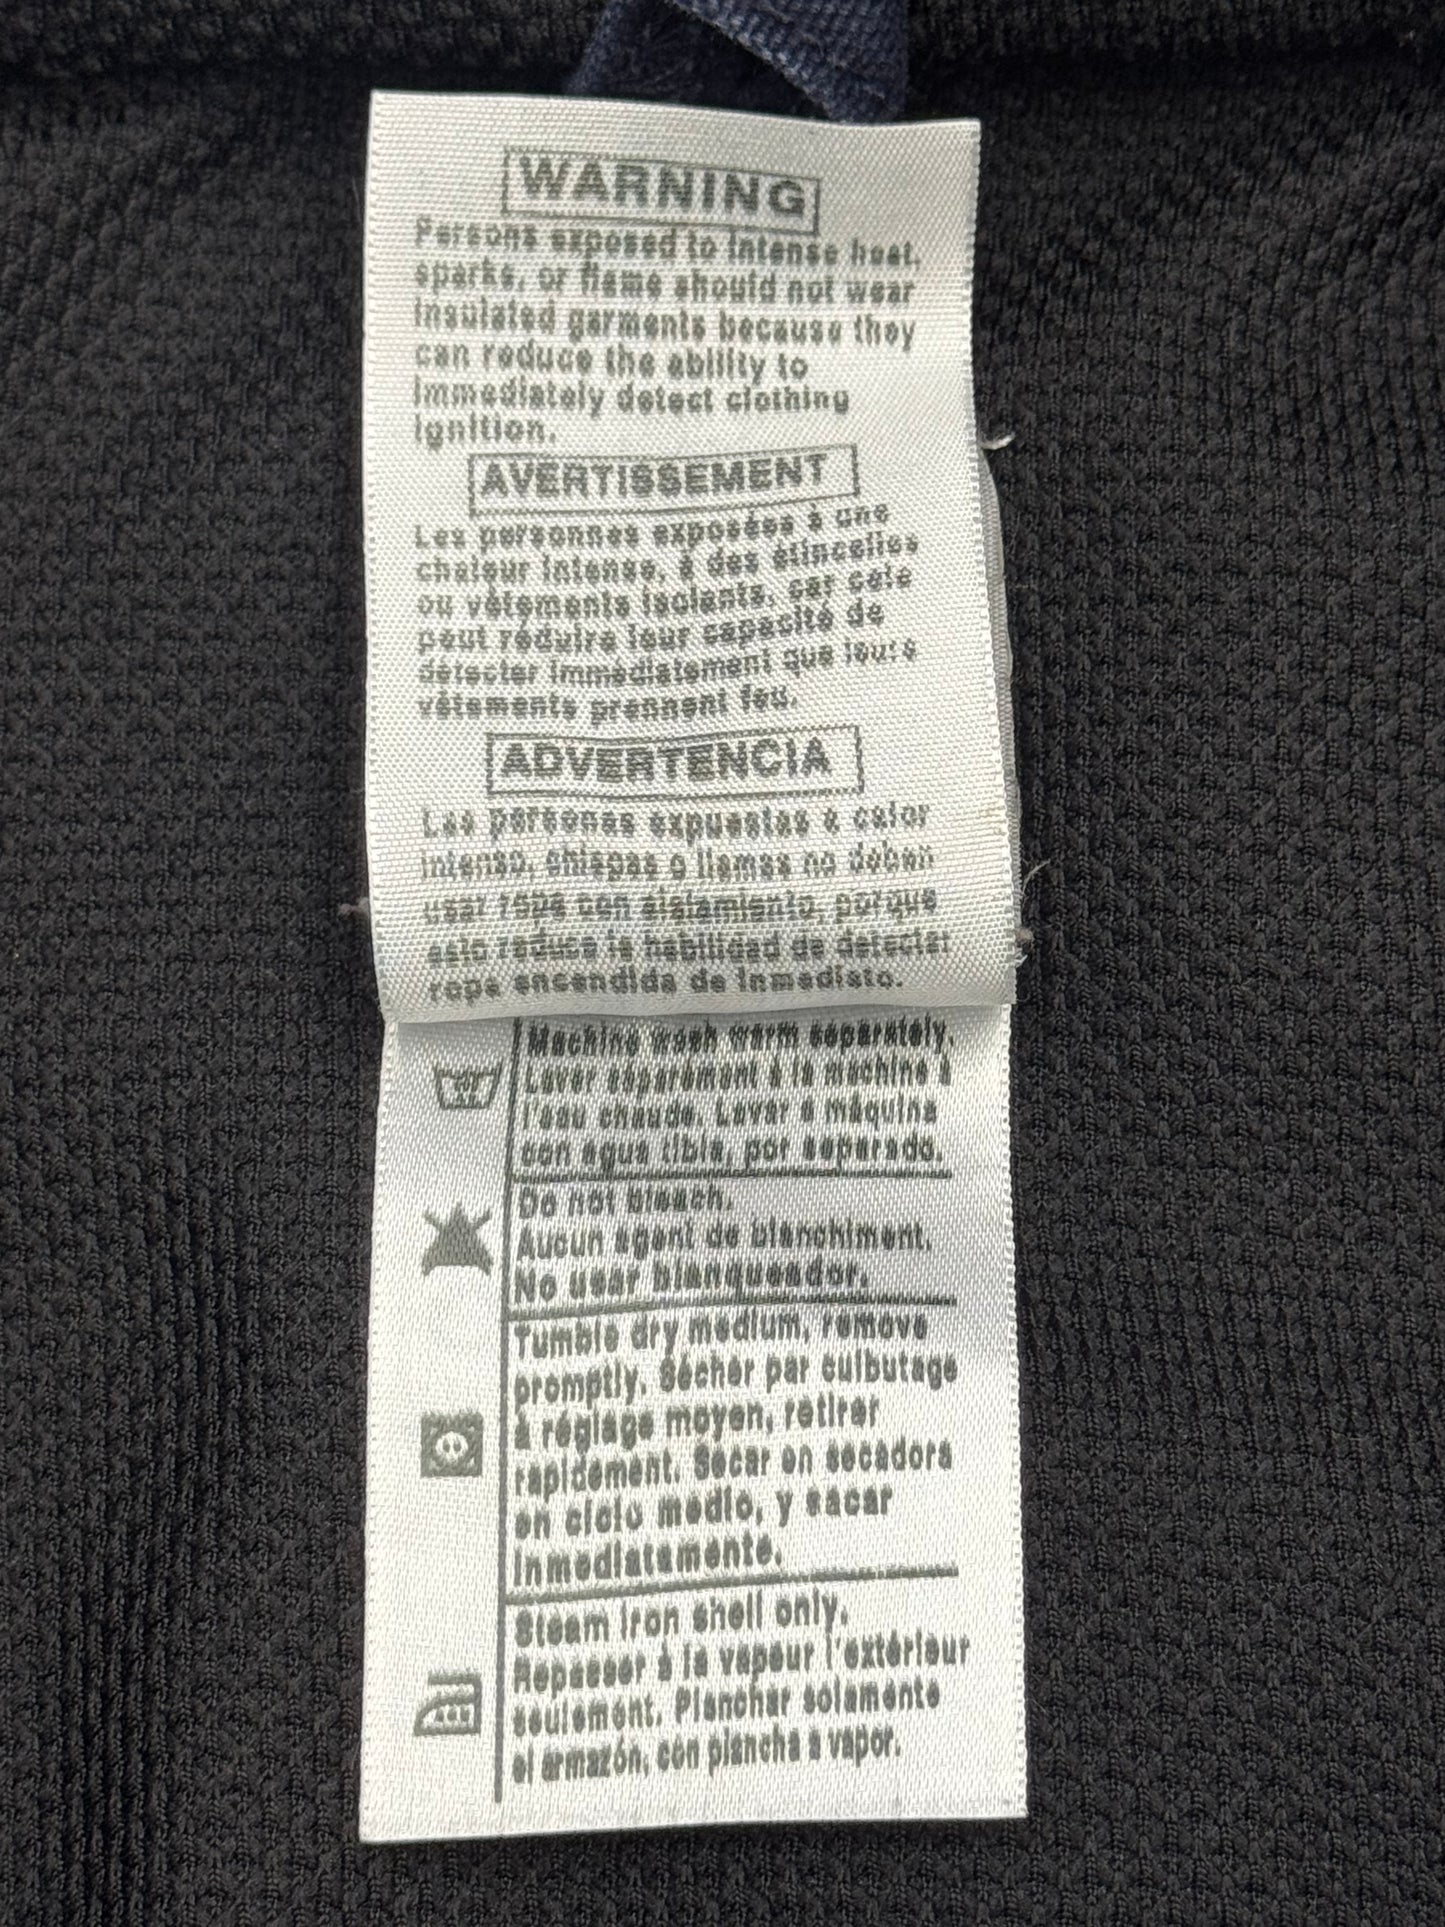 WARNING
Persons exposed to intense heat,
sparks, or flame should not wear
insulated garments because they
can reduce the ability to
immediately detect clothing
ignition.
AVERTISSEMENT
Les personnes exposées à une
chaleur intense, à des étincelles
ou vêtements isolants, car cele
peut réduire leur capacité de
détecter immédiatement que leurs
vêtements prennent feu.
ADVERTENCIA
Las personas expuestas a calor
intenso, chispas o llamas no deben
usar ropa con aislamiento, porque
esto reduce la habilidad de detectar
ropa encendida de inmediato.
Machine wash warm separately.
Laver séparément à la machine à
l'eau chaude. Lavar a máquina
con agua tibia, por separado.
Do not bleach.
Aucun agent de blanchiment.
No usar blanqueador.
Tumble dry medium, remove
promptly. Sécher par culbutage
à réglage moyen, retirer
rapidement. Secar en secadora
en ciclo medio, y sacar
inmediatamente.
Steam iron shell only.
Repasser à la vapeur l'extérieur
seulement. Planchar solamente
el armazón, con plancha a vapor.